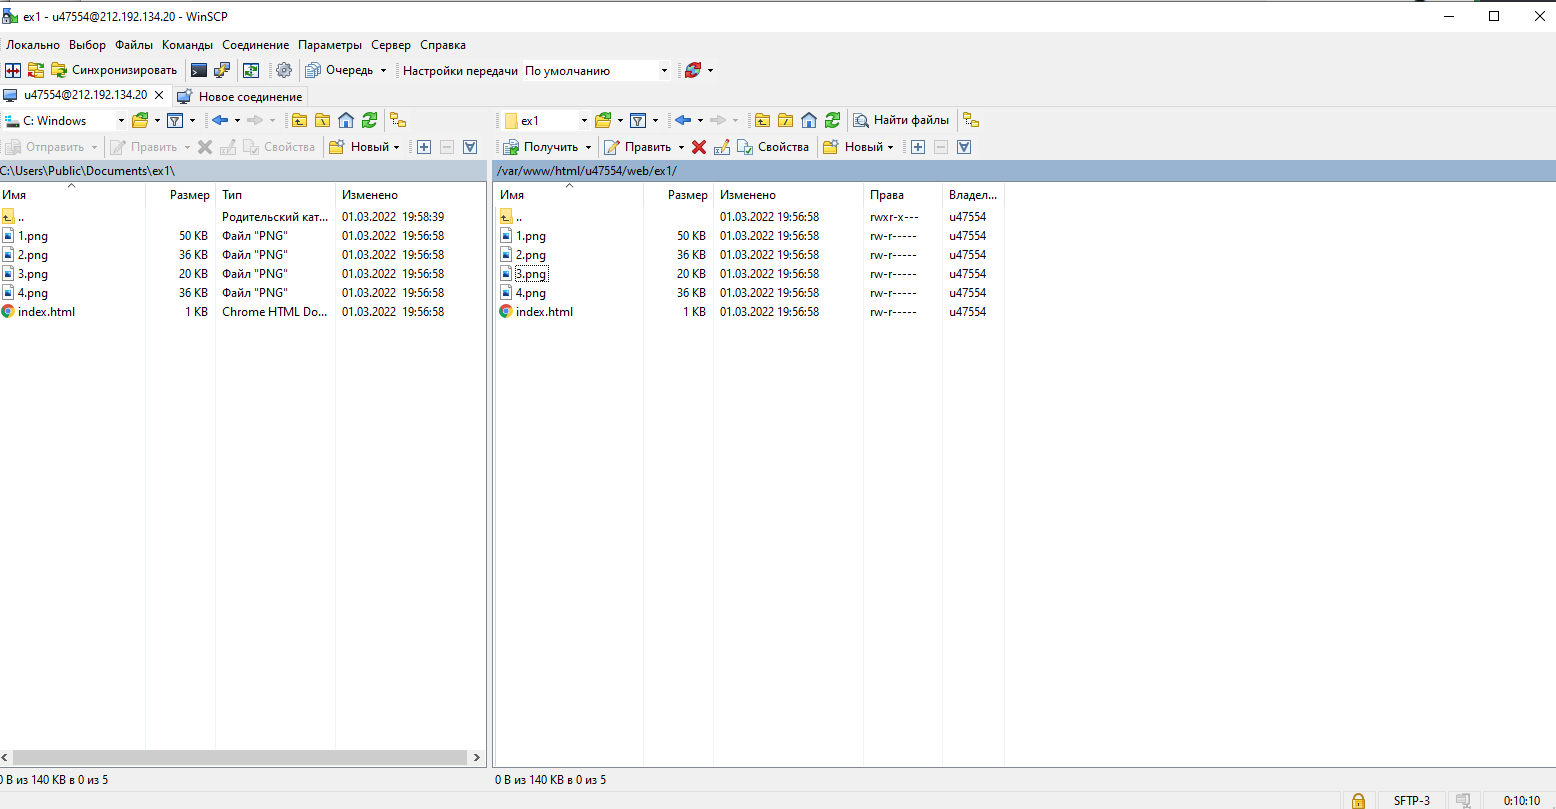 ex1 - u47554@212.192.134.20 - WinSCP
Локально Выбор Файлы Команды Соединение Параметры Сервер Справка
Синхронизировать Очередь Настройки передачи По умолчанию
u47554@212.192.134.20 Новое соединение
C: Windows ex1 Найти файлы
Отправить Править Свойства Новый Получить Править Свойства Новый
C:\Users\Public\Documents\ex1\ /var/www/html/u47554/web/ex1/
Имя Размер Тип Изменено Имя Размер Изменено Права Владел...
.. Родительский кат... 01.03.2022 19:58:39 .. 01.03.2022 19:56:58 rwxr-x--- u47554
1.png 50 KB Файл "PNG" 01.03.2022 19:56:58 1.png 50 KB 01.03.2022 19:56:58 rw-r----- u47554
2.png 36 KB Файл "PNG" 01.03.2022 19:56:58 2.png 36 KB 01.03.2022 19:56:58 rw-r----- u47554
3.png 20 KB Файл "PNG" 01.03.2022 19:56:58 3.png 20 KB 01.03.2022 19:56:58 rw-r----- u47554
4.png 36 KB Файл "PNG" 01.03.2022 19:56:58 4.png 36 KB 01.03.2022 19:56:58 rw-r----- u47554
index.html 1 KB Chrome HTML Do... 01.03.2022 19:56:58 index.html 1 KB 01.03.2022 19:56:58 rw-r----- u47554
0 B из 140 KB в 0 из 5 0 B из 140 KB в 0 из 5
SFTP-3 0:10:10